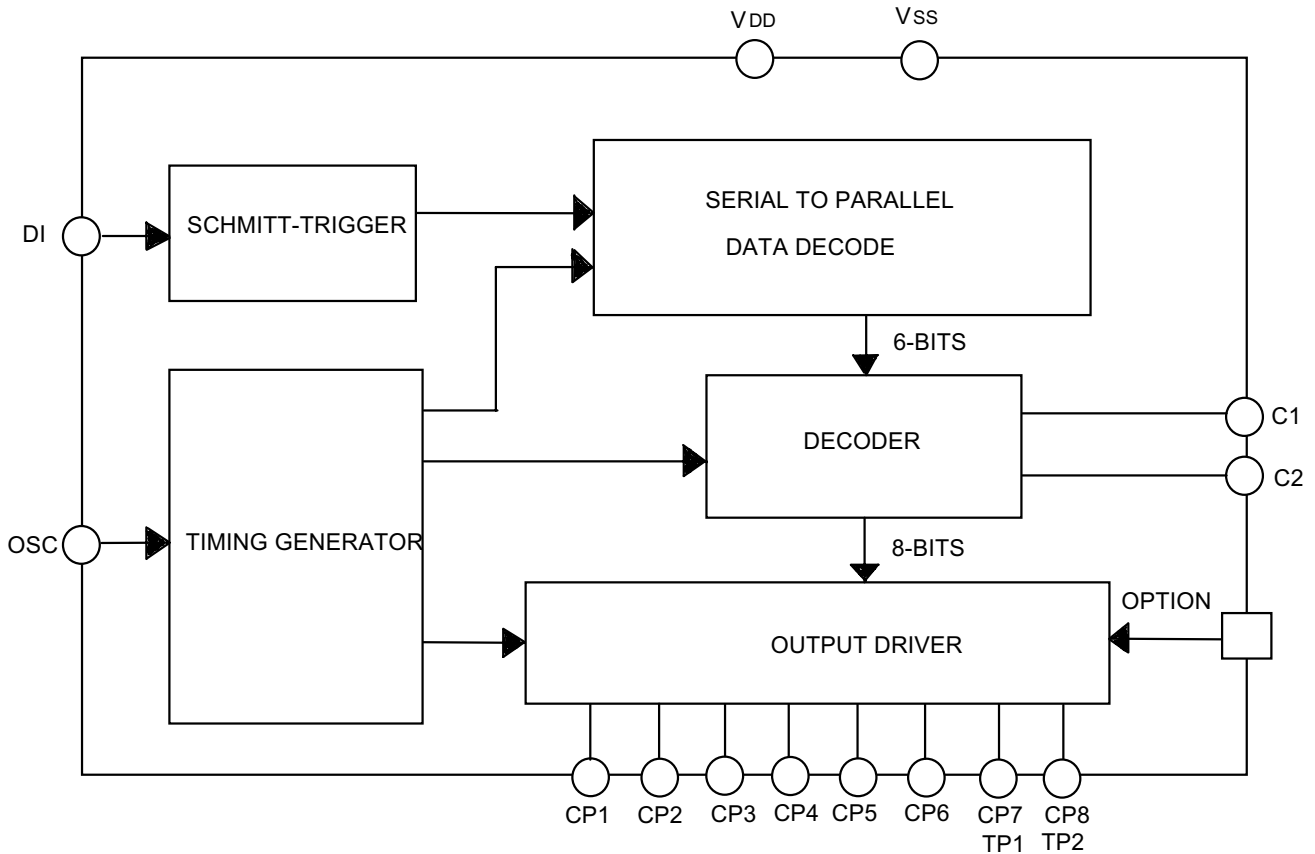 VDD
VSS
SERIAL TO PARALLEL
SCHMITT-TRIGGER
DI
DATA DECODE
6-BITS
C1
DECODER
C2
OSC
TIMING GENERATOR
8-BITS
OPTION
OUTPUT DRIVER
CP1
CP2
CP3
CP4
CP5
CP6
CP7
CP8
TP1
TP2